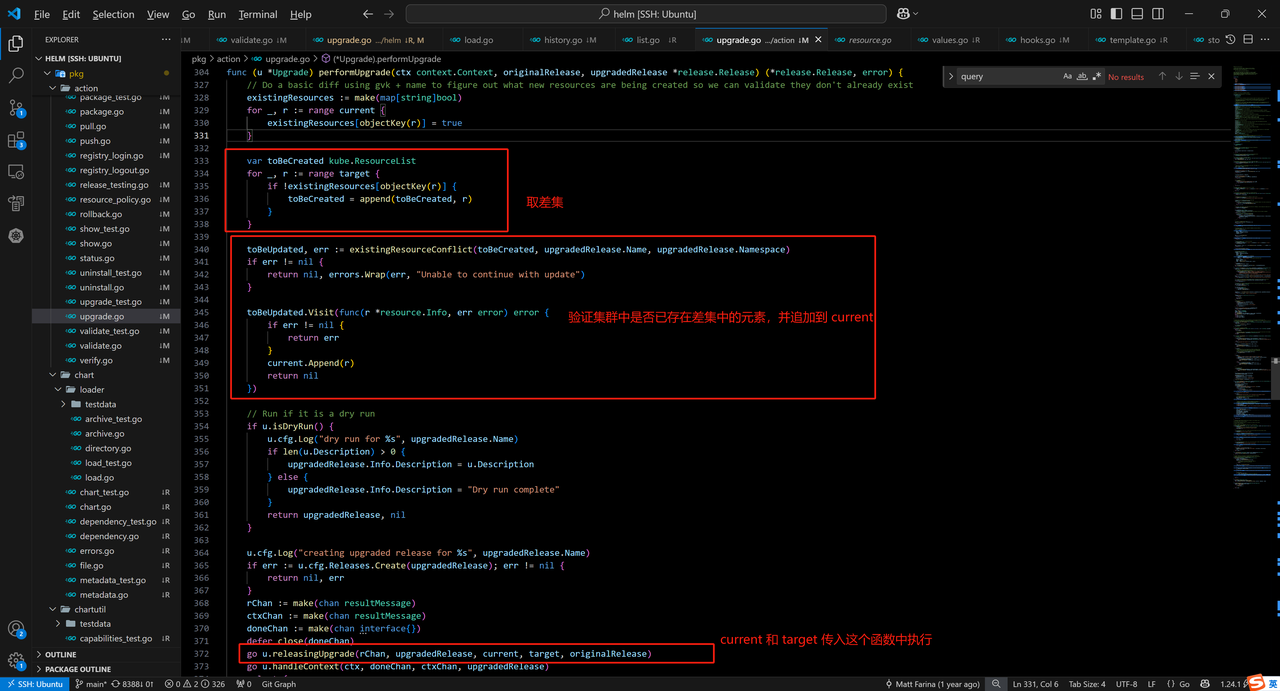 File Edit Selection View Go Run Terminal Help
helm [SSH: Ubuntu]
EXPLORER
HELM [SSH: UBUNTU]
pkg
action
package_test.go ↓M
package.go ↓M
pull.go ↓M
push.go ↓M
registry_login.go ↓M
registry_logout.go
release_testing.go ↓M
resource_policy.go ↓M
rollback.go ↓M
show_test.go ↓M
show.go ↓M
status.go ↓M
uninstall_test.go ↓M
uninstall.go ↓M
upgrade_test.go ↓M
upgrade.go ↓M
validate_test.go ↓M
validate.go ↓M
verify.go ↓M
chart
loader
testdata
archive_test.go ↓R
archive.go ↓R
directory.go ↓R
load_test.go ↓R
load.go ↓R
chart_test.go ↓R
chart.go ↓R
dependency_test.go ↓R
dependency.go ↓R
errors.go ↓R
file.go ↓R
metadata_test.go ↓R
metadata.go ↓R
chartutil
testdata
capabilities_test.go ↓R
OUTLINE
PACKAGE OUTLINE
↓M validate.go ↓M upgrade.go .../helm ↓R, M load.go history.go ↓M list.go ↓R upgrade.go .../action ↓M resource.go values.go ↓R hooks.go ↓M template.go ↓R sto
pkg > action > upgrade.go > (*Upgrade).performUpgrade
query Aa ab .* No results
304 func (u *Upgrade) performUpgrade(ctx context.Context, originalRelease, upgradedRelease *release.Release) (*release.Release, error) {
327 // Do a basic diff using gvk + name to figure out what new resources are being created so we can validate they don't already exist
328 existingResources := make(map[string]bool)
329 for _, r := range current {
330 existingResources[objectKey(r)] = true
331 }
332
333 var toBeCreated kube.ResourceList
334 for _, r := range target {
335 if !existingResources[objectKey(r)] {
336 toBeCreated = append(toBeCreated, r)
337 }
338 }
取差集
339
340 toBeUpdated, err := existingResourceConflict(toBeCreated, upgradedRelease.Name, upgradedRelease.Namespace)
341 if err != nil {
342 return nil, errors.Wrap(err, "Unable to continue with update")
343 }
344
345 toBeUpdated.Visit(func(r *resource.Info, err error) error {
346 if err != nil {
347 return err
348 }
349 current.Append(r)
350 return nil
351 })
验证集群中是否已存在差集中的元素，并追加到 current
352
353 // Run if it is a dry run
354 if u.isDryRun() {
355 u.cfg.Log("dry run for %s", upgradedRelease.Name)
356 if len(u.Description) > 0 {
357 upgradedRelease.Info.Description = u.Description
358 } else {
359 upgradedRelease.Info.Description = "Dry run complete"
360 }
361 return upgradedRelease, nil
362 }
363
364 u.cfg.Log("creating upgraded release for %s", upgradedRelease.Name)
365 if err := u.cfg.Releases.Create(upgradedRelease); err != nil {
366 return nil, err
367 }
368 rChan := make(chan resultMessage)
369 ctxChan := make(chan resultMessage)
370 doneChan := make(chan interface{})
371 defer close(doneChan)
current 和 target 传入这个函数中执行
372 go u.releasingUpgrade(rChan, upgradedRelease, current, target, originalRelease)
373 go u.handleContext(ctx, doneChan, ctxChan, upgradedRelease)
SSH: Ubuntu main* 8388↓ 0↑ 0 2 326 0 Git Graph Matt Farina (1 year ago) Ln 331, Col 6 Tab Size: 4 UTF-8 LF {} Go 1.24.1 英